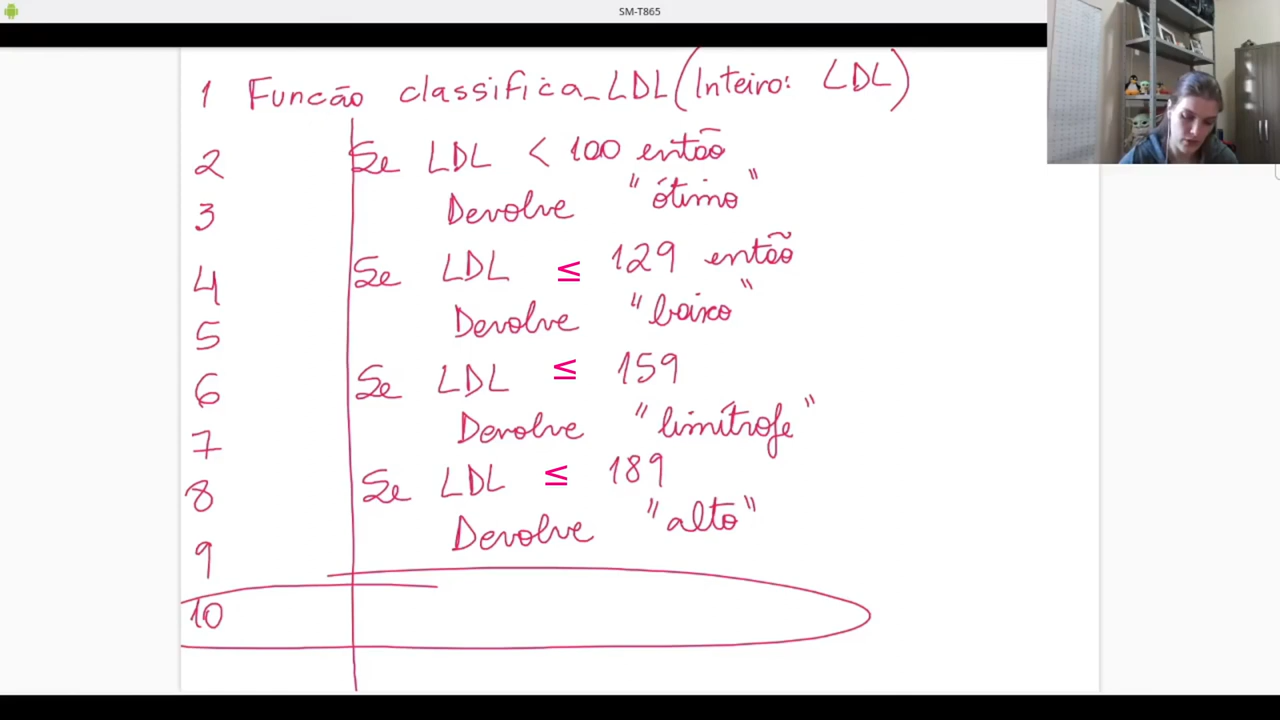 SM-T865
1 Funcão classifica_LDL(Inteiro: LDL)
2 Se LDL < 100 então
3 Devolve "ótimo"
4 Se LDL ≤ 129 então
5 Devolve "baixo"
6 Se LDL ≤ 159
7 Devolve "limítrofe"
8 Se LDL ≤ 189
9 Devolve "alto"
10